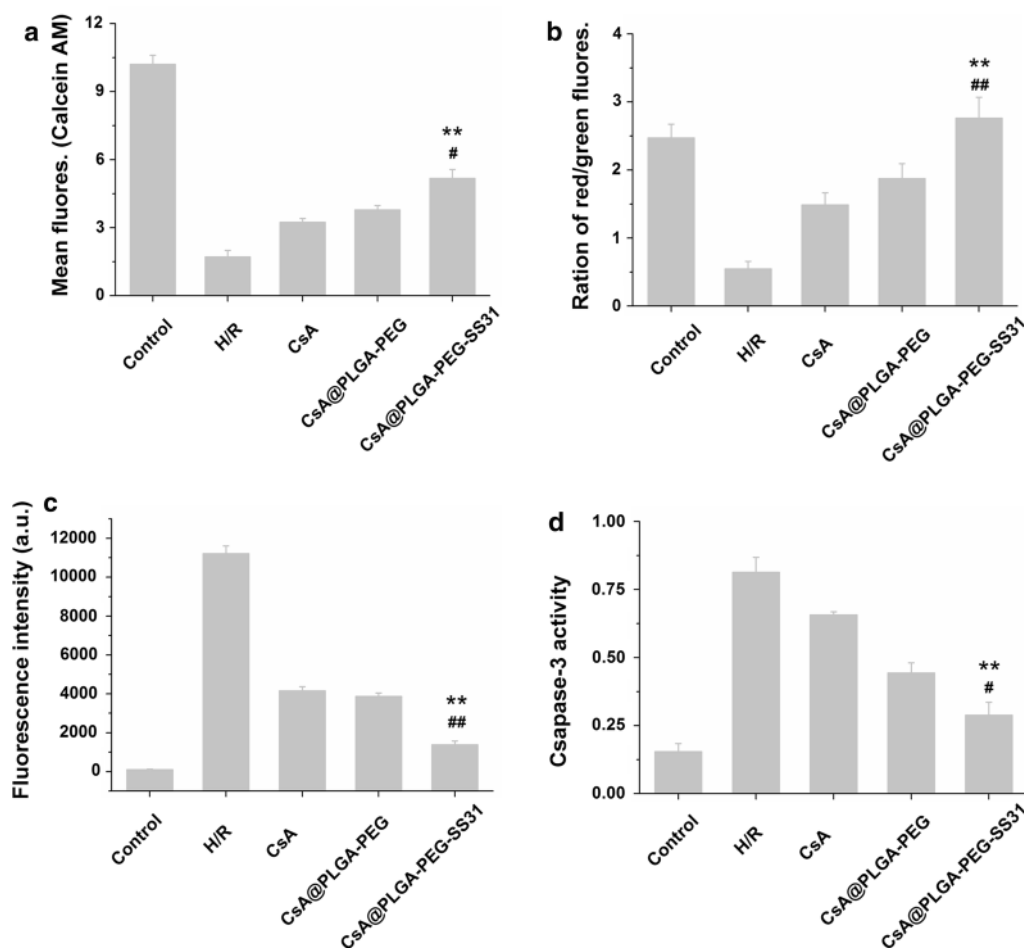 a
Mean fluores. (Calcein AM)
12
9
6
3
0
**
#
Control
H/R
CsA
CsA@PLGA-PEG
CsA@PLGA-PEG-SS31
b
Ration of red/green fluores.
4
3
2
1
0
**
##
Control
H/R
CsA
CsA@PLGA-PEG
CsA@PLGA-PEG-SS31
c
Fluorescence intensity (a.u.)
12000
10000
8000
6000
4000
2000
0
**
##
Control
H/R
CsA
CsA@PLGA-PEG
CsA@PLGA-PEG-SS31
d
Csapase-3 activity
1.00
0.75
0.50
0.25
0.00
**
#
Control
H/R
CsA
CsA@PLGA-PEG
CsA@PLGA-PEG-SS31